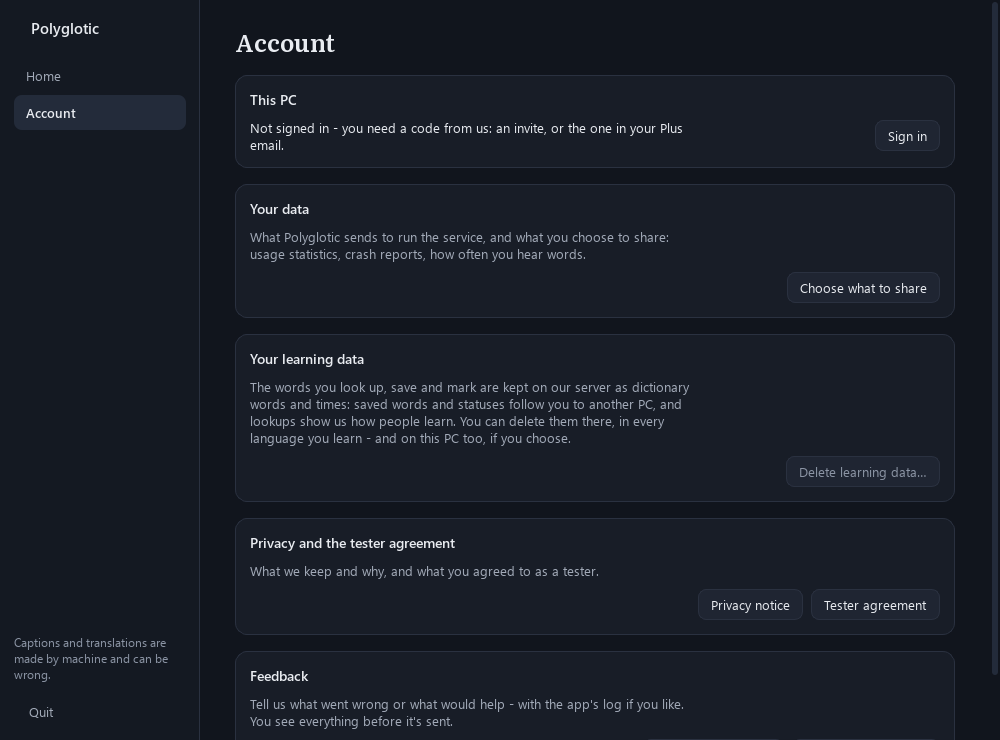 Polyglotic
Home
Account
Captions and translations are
made by machine and can be
wrong.
Quit
Account
This PC
Not signed in - you need a code from us: an invite, or the one in your Plus
email.
Sign in
Your data
What Polyglotic sends to run the service, and what you choose to share:
usage statistics, crash reports, how often you hear words.
Choose what to share
Your learning data
The words you look up, save and mark are kept on our server as dictionary
words and times: saved words and statuses follow you to another PC, and
lookups show us how people learn. You can delete them there, in every
language you learn - and on this PC too, if you choose.
Delete learning data...
Privacy and the tester agreement
What we keep and why, and what you agreed to as a tester.
Privacy notice
Tester agreement
Feedback
Tell us what went wrong or what would help - with the app's log if you like.
You see everything before it's sent.